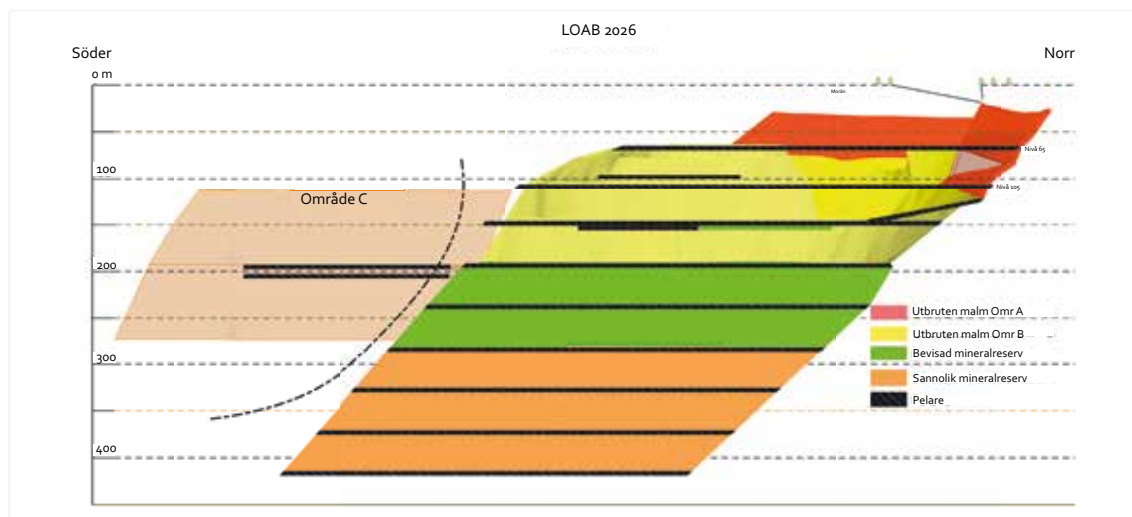 LOAB 2026
Söder
Norr
0 m
Morän
Nivå 65
100
Nivå 105
Område C
200
Utbruten malm Omr A
Utbruten malm Omr B
Bevisad mineralreserv
300
Sannolik mineralreserv
Pelare
400